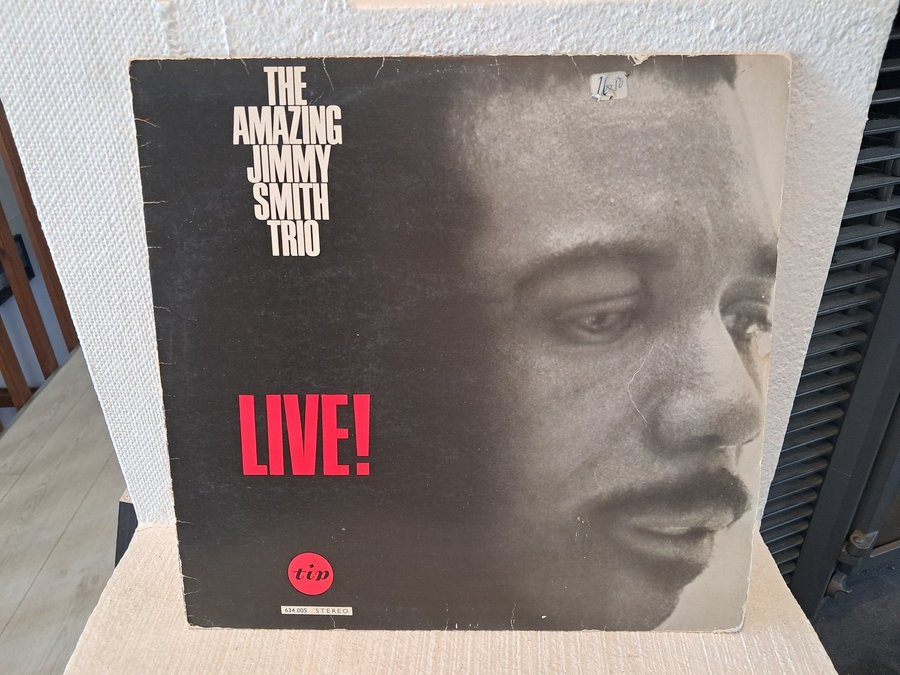 THE
AMAZING
JIMMY
SMITH
TRIO
LIVE!
tip
634 005 STEREO